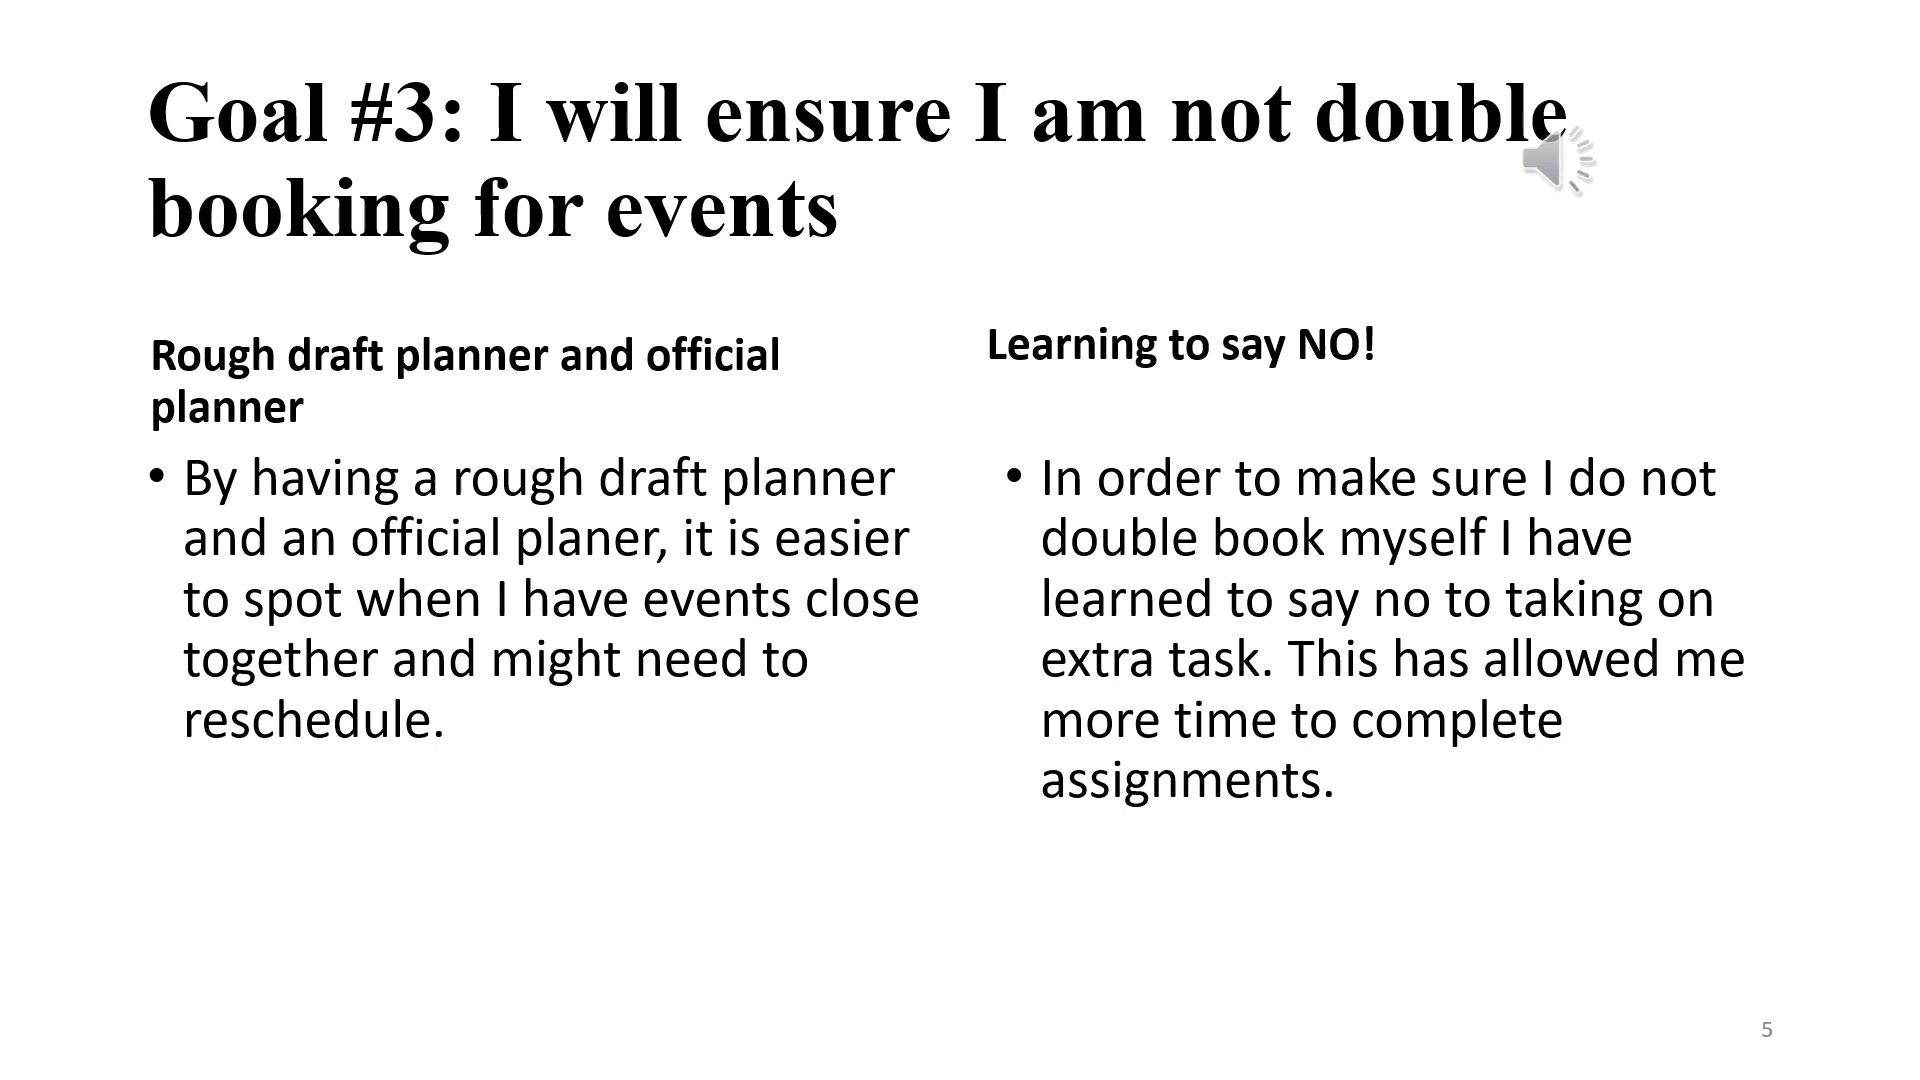 Goal #3: I will ensure I am not double
booking for events
Rough draft planner and official
planner
• By having a rough draft planner
and an official planer, it is easier
to spot when I have events close
together and might need to
reschedule.
Learning to say NO!
• In order to make sure I do not
double book myself I have
learned to say no to taking on
extra task. This has allowed me
more time to complete
assignments.
5